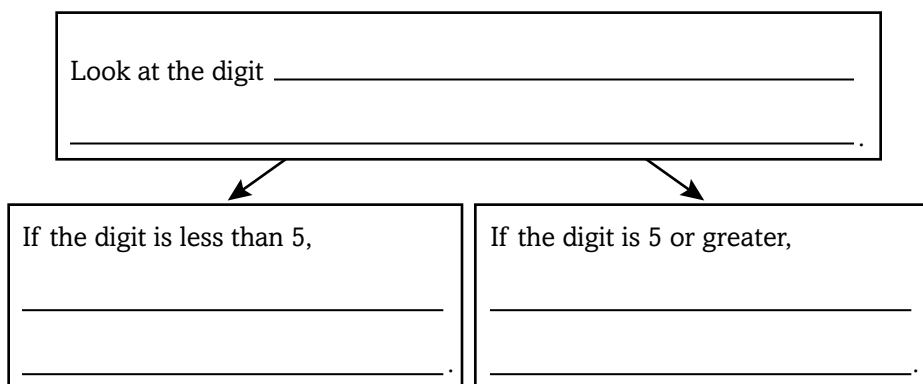 Look at the digit
.
If the digit is less than 5,
.
If the digit is 5 or greater,
.